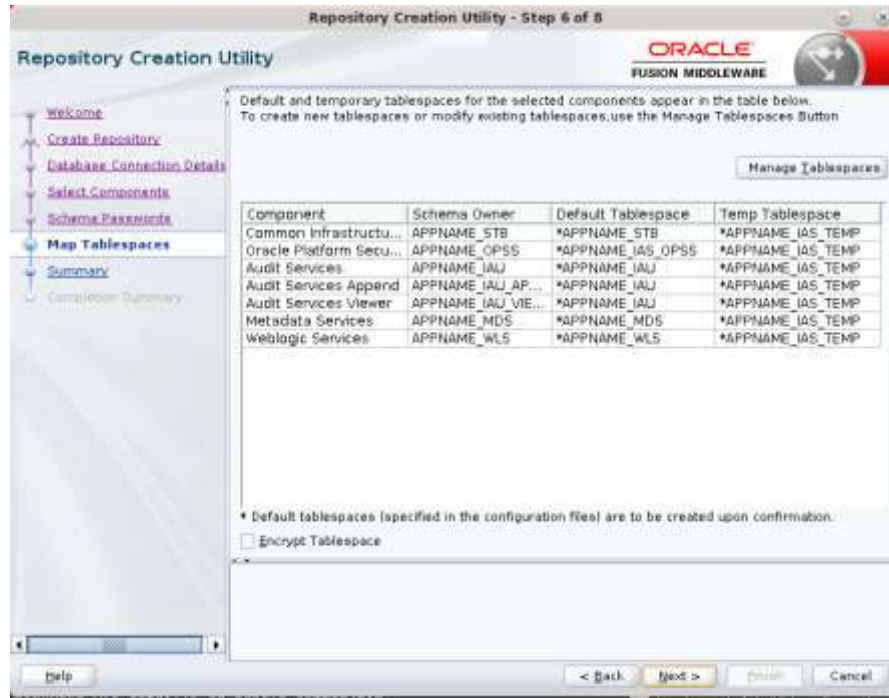 Repository Creation Utility - Step 6 of 8
Repository Creation Utility
ORACLE
FUSION MIDDLEWARE
Welcome
Create Repository
Database Connection Details
Select Components
Schema Passwords
Map Tablespaces
Summary
Completion Summary
Default and temporary tablespaces for the selected components appear in the table below.
To create new tablespaces or modify existing tablespaces,use the Manage Tablespaces Button
Manage Tablespaces
Component Schema Owner Default Tablespace Temp Tablespace
Common Infrastructu... APPNAME_STB *APPNAME_STB *APPNAME_IAS_TEMP
Oracle Platform Secu... APPNAME_OPSS *APPNAME_IAS_OPSS *APPNAME_IAS_TEMP
Audit Services APPNAME_IAU *APPNAME_IAU *APPNAME_IAS_TEMP
Audit Services Append APPNAME_IAU_AP... *APPNAME_IAU *APPNAME_IAS_TEMP
Audit Services Viewer APPNAME_IAU_VIE... *APPNAME_IAU *APPNAME_IAS_TEMP
Metadata Services APPNAME_MDS *APPNAME_MDS *APPNAME_IAS_TEMP
Weblogic Services APPNAME_WLS *APPNAME_WLS *APPNAME_IAS_TEMP
* Default tablespaces (specified in the configuration files) are to be created upon confirmation.
Encrypt Tablespace
Help
< Back
Next >
Finish
Cancel